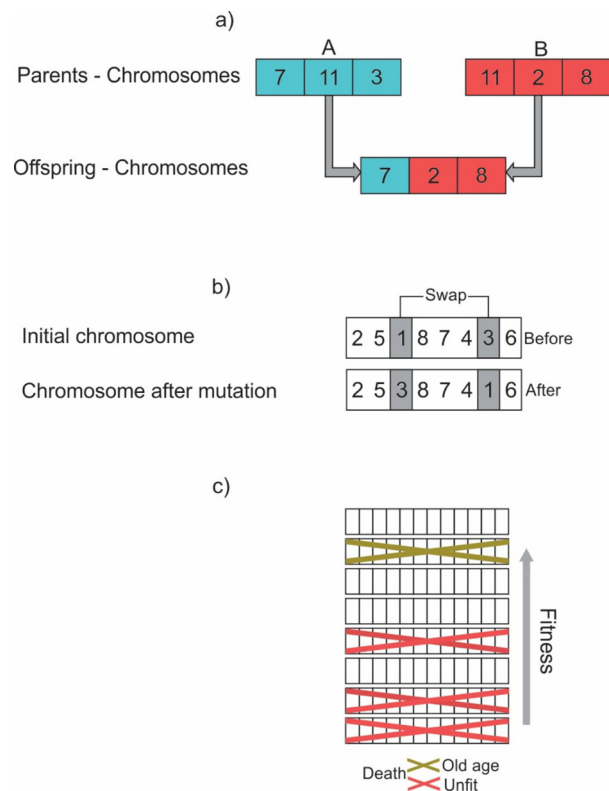 a)
A B
Parents - Chromosomes 7 11 3 11 2 8
Offspring - Chromosomes 7 2 8
b)
Swap
Initial chromosome 2 5 1 8 7 4 3 6 Before
Chromosome after mutation 2 5 3 8 7 4 1 6 After
c)
Fitness
Death Old age
Unfit